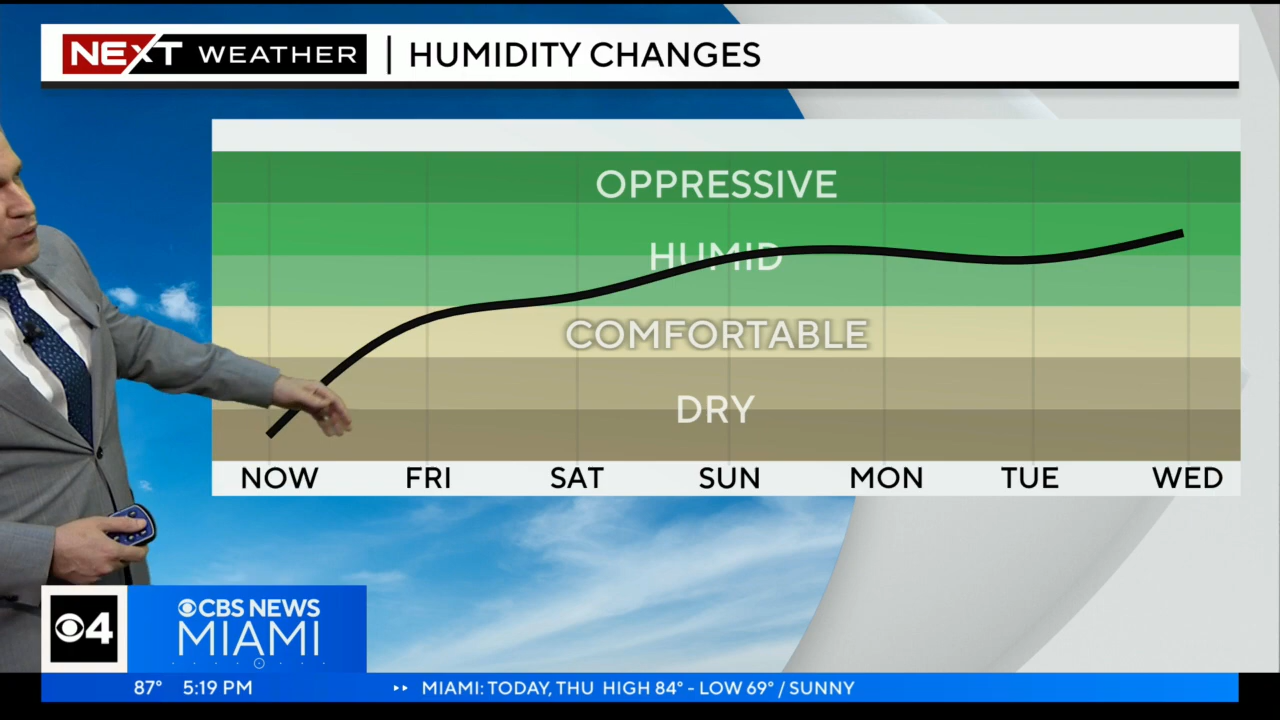 NEXT WEATHER | HUMIDITY CHANGES
OPPRESSIVE
HUMID
COMFORTABLE
DRY
NOW FRI SAT SUN MON TUE WED
4
CBS NEWS
MIAMI
87° 5:19 PM MIAMI: TODAY, THU HIGH 84° - LOW 69° / SUNNY